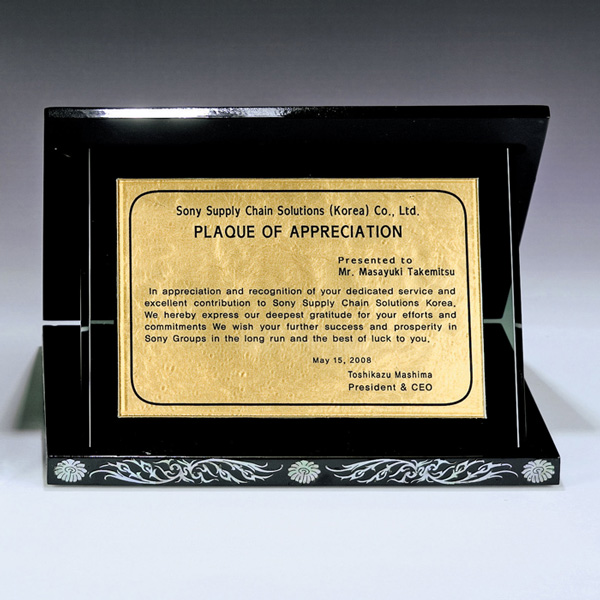 Sony Supply Chain Solutions (Korea) Co., Ltd.
PLAQUE OF APPRECIATION
Presented to
Mr. Masayuki Takemitsu
In appreciation and recognition of your dedicated service and
excellent contribution to Sony Supply Chain Solutions Korea,
We hereby express our deepest gratitude for your efforts and
commitments We wish your further success and prosperity in
Sony Groups in the long run and the best of luck to you,
May 15, 2008
Toshikazu Mashima
President & CEO